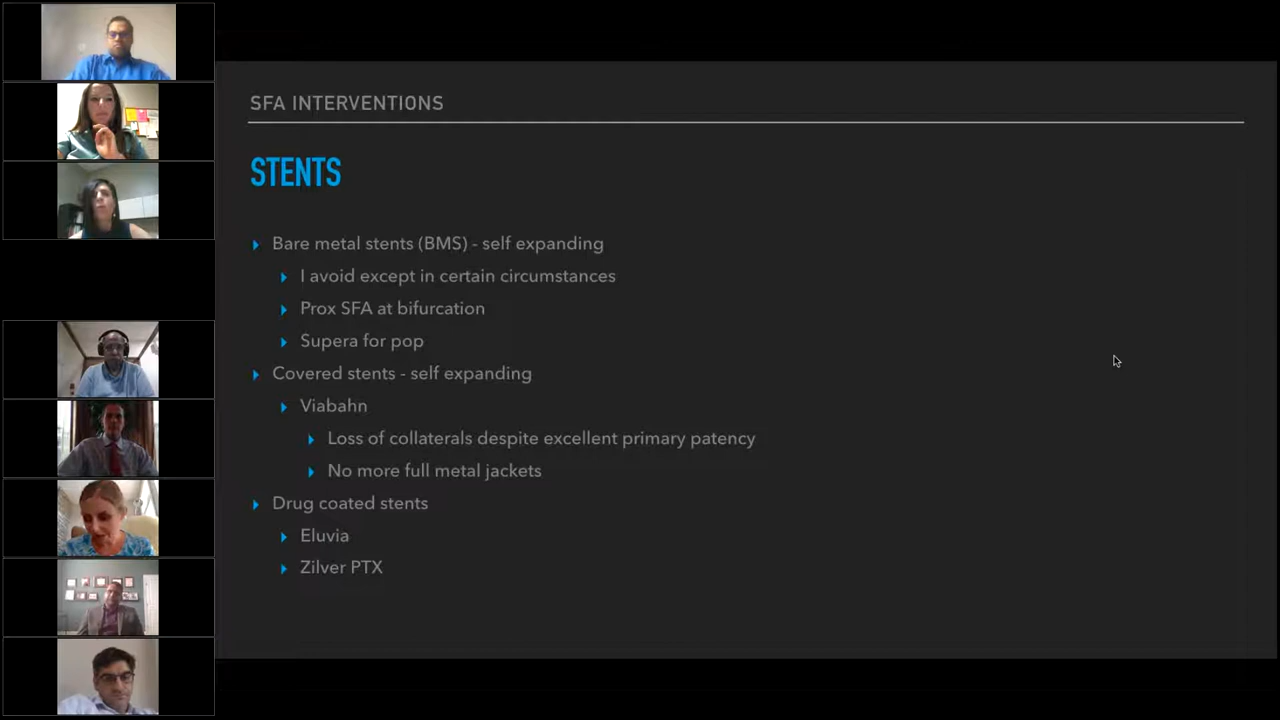 SFA INTERVENTIONS
STENTS
Bare metal stents (BMS) - self expanding
I avoid except in certain circumstances
Prox SFA at bifurcation
Supera for pop
Covered stents - self expanding
Viabahn
Loss of collaterals despite excellent primary patency
No more full metal jackets
Drug coated stents
Eluvia
Zilver PTX